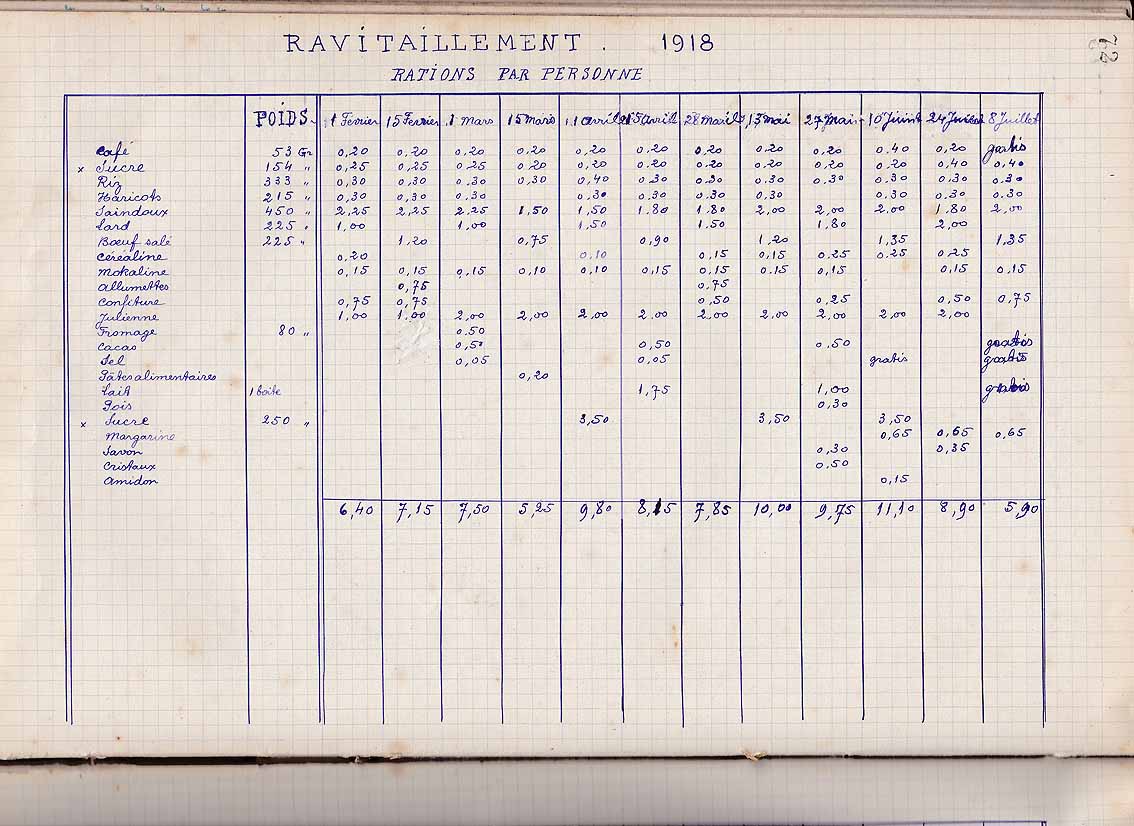 RAVITAILLEMENT. 1918
RATIONS PAR PERSONNE
POIDS. 1 Fevrier 15 Fevrier 1 Mars 15 Mars 1 avril 15 avril 13 mai 27 Mai 10 Juin 24 Juin 8 Juillet
Café 53 Gr 0,20 0,20 0,20 0,20 0,20 0,20 0,20 0,20 0,20 0,40 0,20 gratis
x Sucre 154 " 0,25 0,25 0,25 0,20 0,20 0,20 0,20 0,20 0,20 0,20 0,40 0,40
Riz 333 " 0,30 0,30 0,30 0,30 0,40 0,30 0,30 0,30 0,30 0,30 0,30 0,30
Haricots 215 " 0,30 0,30 0,30 0,30 0,30 0,30 0,30 0,30 0,30 0,30
Saindoux 450 " 2,25 2,25 2,25 1,50 1,50 1,80 1,80 2,00 2,00 2,00 1,80 2,00
Lard 225 " 1,00 1,00 1,50 1,50 1,80 2,00
Bœuf salé 225 " 1,20 0,75 0,90 1,20 1,35 1,35
Céréaline 0,20 0,10 0,15 0,15 0,25 0,25 0,25
Mokaline 0,15 0,15 0,15 0,10 0,10 0,15 0,15 0,15 0,15 0,15 0,15
Allumettes 0,75 0,75
Confiture 0,75 0,75 0,50 0,25 0,50 0,75
Julienne 1,00 1,00 2,00 2,00 2,00 2,00 2,00 2,00 2,00 2,00 2,00
Fromage 80 " 0,50
Cacao 0,50 0,50 0,50 gratis
Sel 0,05 0,05 gratis gratis
Pâtes alimentaires 0,20
Lait 1 boite 1,75 1,00 gratis
Pois 0,30
x Sucre 250 " 3,50 3,50 3,50
Margarine 0,65 0,65 0,65
Savon 0,30 0,35
Cristaux 0,50
Amidon 0,15
6,40 7,15 7,50 5,25 9,80 8,15 7,85 10,00 9,75 11,10 8,90 5,90